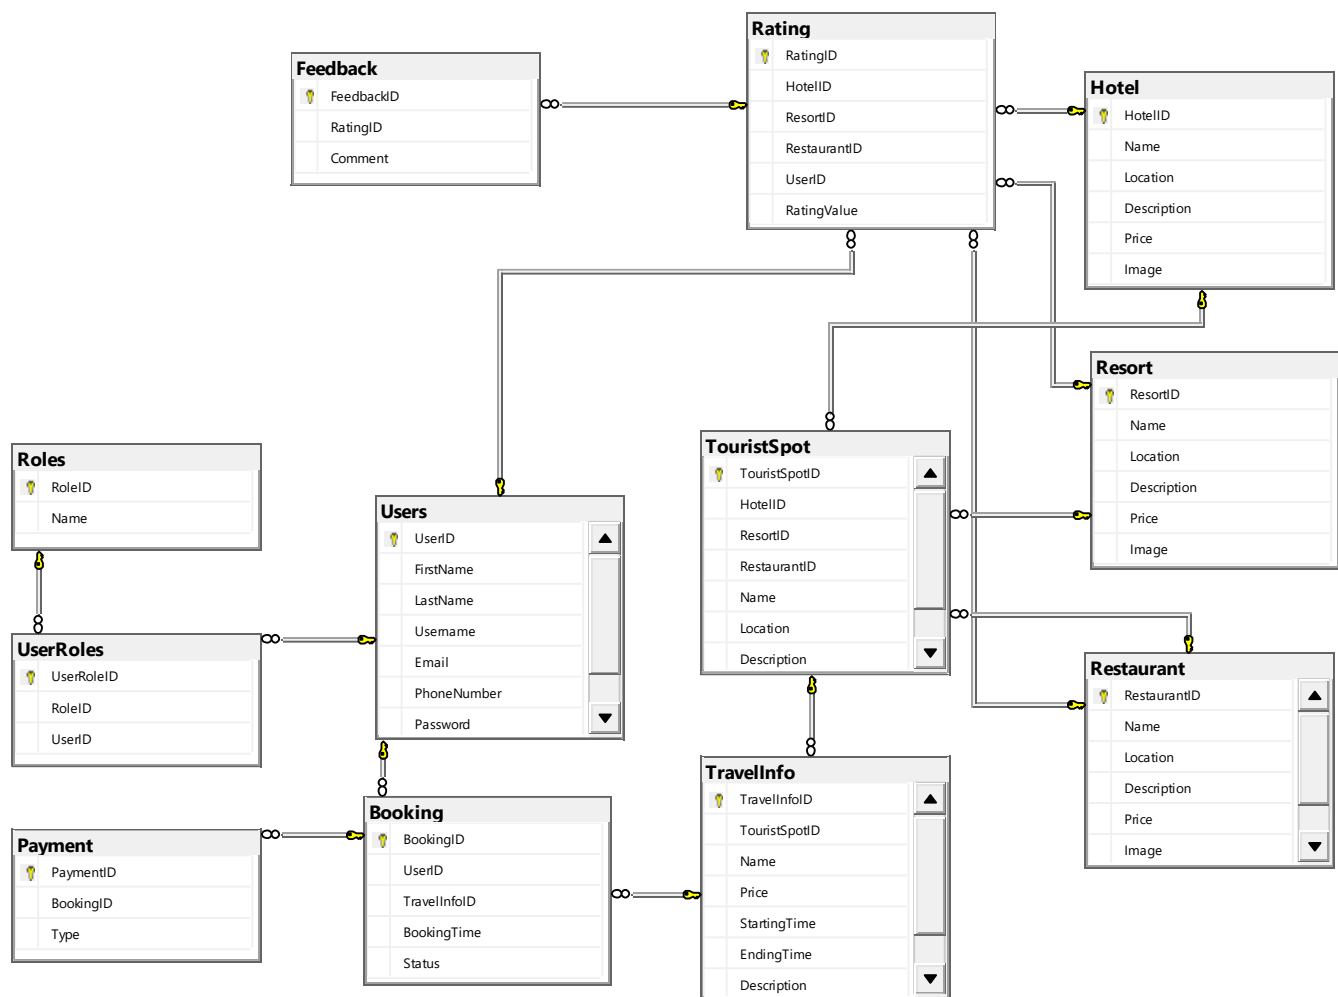 Rating
RatingID
HotelID
ResortID
RestaurantID
UserID
RatingValue
Feedback
FeedbackID
RatingID
Comment
Hotel
HotelID
Name
Location
Description
Price
Image
Resort
ResortID
Name
Location
Description
Price
Image
Roles
RoleID
Name
Users
UserID
FirstName
LastName
Username
Email
PhoneNumber
Password
TouristSpot
TouristSpotID
HotelID
ResortID
RestaurantID
Name
Location
Description
UserRoles
UserRoleID
RoleID
UserID
Restaurant
RestaurantID
Name
Location
Description
Price
Image
Payment
PaymentID
BookingID
Type
Booking
BookingID
UserID
TravelInfoID
BookingTime
Status
TravelInfo
TravelInfoID
TouristSpotID
Name
Price
StartingTime
EndingTime
Description